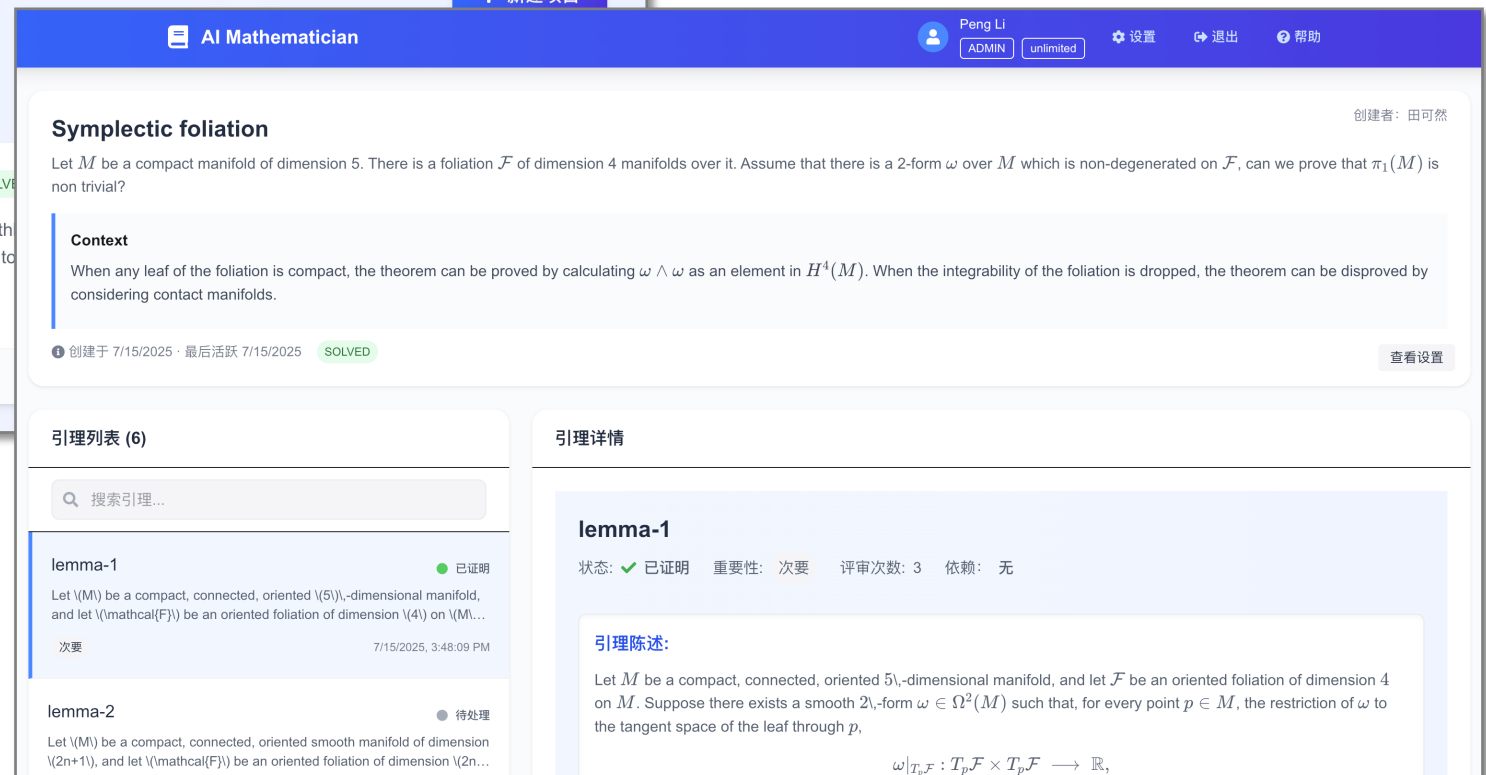 AI Mathematician
Peng Li
ADMIN
unlimited
设置
退出
帮助
Symplectic foliation
创建者：田可然
Let M be a compact manifold of dimension 5. There is a foliation F of dimension 4 manifolds over it. Assume that there is a 2-form ω over M which is non-degenerated on F, can we prove that π₁(M) is
non trivial?
Context
When any leaf of the foliation is compact, the theorem can be proved by calculating ω ∧ ω as an element in H⁴(M). When the integrability of the foliation is dropped, the theorem can be disproved by
considering contact manifolds.
创建于 7/15/2025 · 最后活跃 7/15/2025
SOLVED
查看设置
引理列表 (6)
搜索引理...
lemma-1
已证明
Let \(M\) be a compact, connected, oriented \(5\)\,-dimensional manifold,
and let \(\mathcal{F}\) be an oriented foliation of dimension \(4\) on \(M\...
次要
7/15/2025, 3:48:09 PM
lemma-2
待处理
Let \(M\) be a compact, connected, oriented smooth manifold of dimension
\(2n+1\), and let \(\mathcal{F}\) be an oriented foliation of dimension \(2n...
引理详情
lemma-1
状态: 已证明 重要性: 次要 评审次数: 3 依赖: 无
引理陈述:
Let M be a compact, connected, oriented 5\,-dimensional manifold, and let F be an oriented foliation of dimension 4
on M. Suppose there exists a smooth 2\,-form ω ∈ Ω²(M) such that, for every point p ∈ M, the restriction of ω to
the tangent space of the leaf through p,
ω|_{T_pF} : T_pF × T_pF ⟶ ℝ,